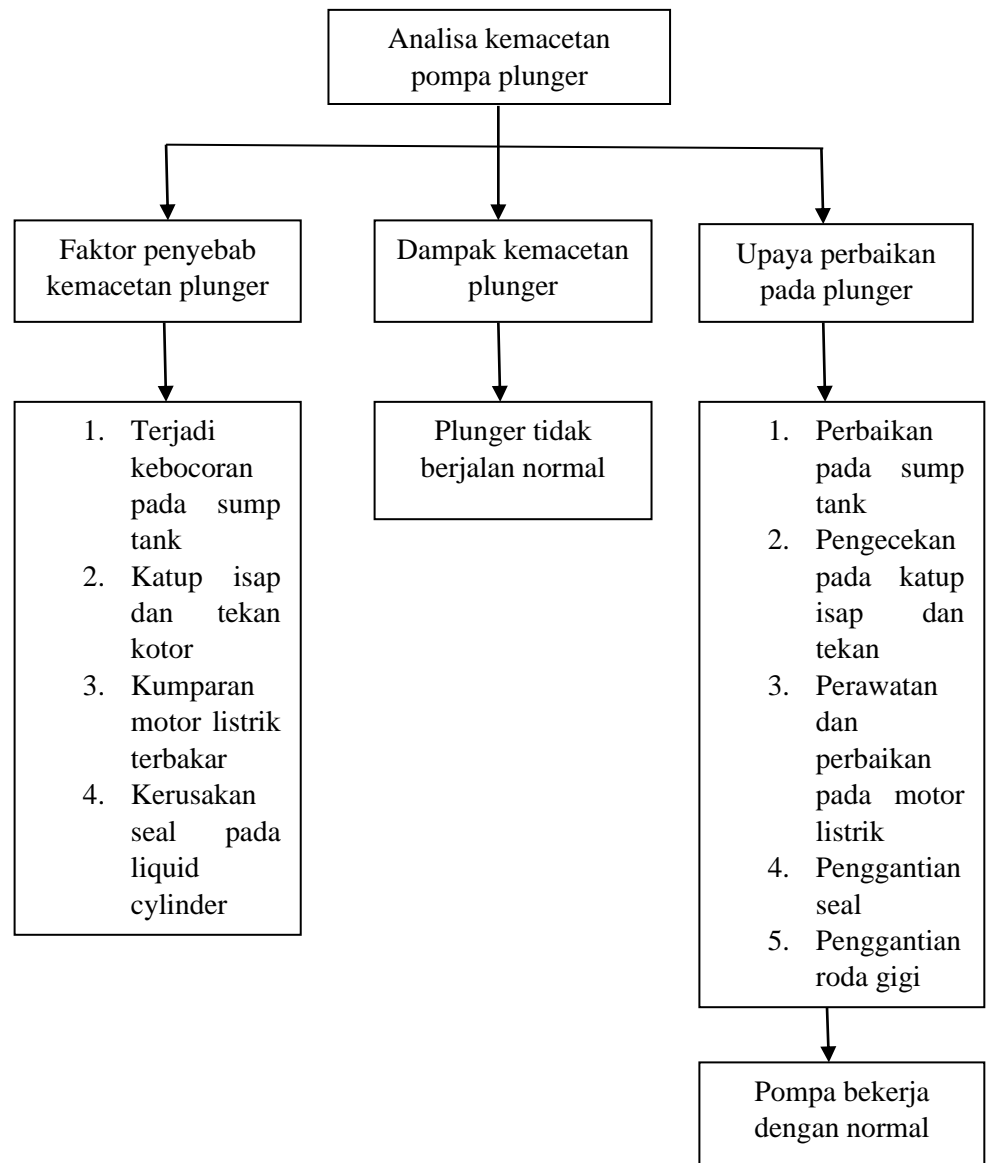 Analisa kemacetan
pompa plunger
Faktor penyebab
kemacetan plunger
Dampak kemacetan
plunger
Upaya perbaikan
pada plunger
1. Terjadi
kebocoran
pada sump
tank
2. Katup isap
dan tekan
kotor
3. Kumparan
motor listrik
terbakar
4. Kerusakan
seal pada
liquid
cylinder
Plunger tidak
berjalan normal
1. Perbaikan
pada sump
tank
2. Pengecekan
pada katup
isap dan
tekan
3. Perawatan
dan
perbaikan
pada motor
listrik
4. Penggantian
seal
5. Penggantian
roda gigi
Pompa bekerja
dengan normal